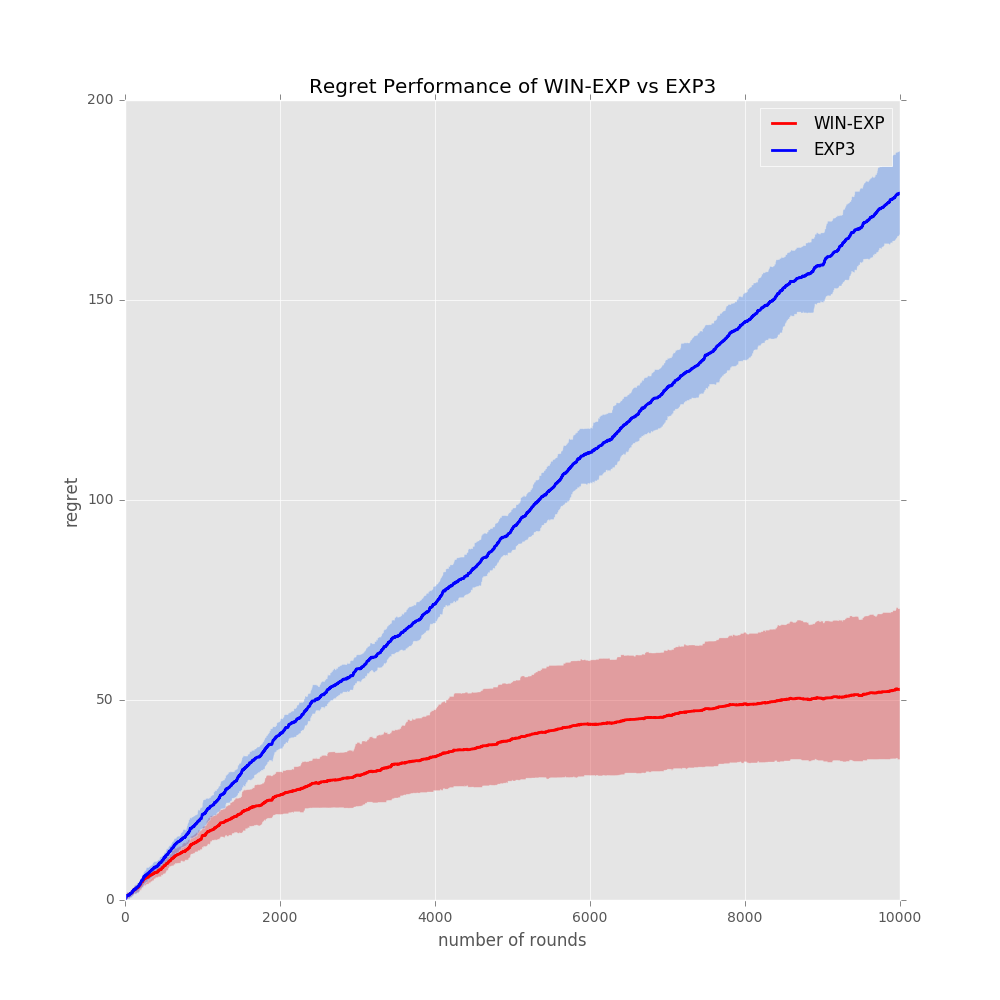 Regret Performance of WIN-EXP vs EXP3
WIN-EXP
EXP3
200
150
100
50
0
regret
0 2000 4000 6000 8000 10000
number of rounds